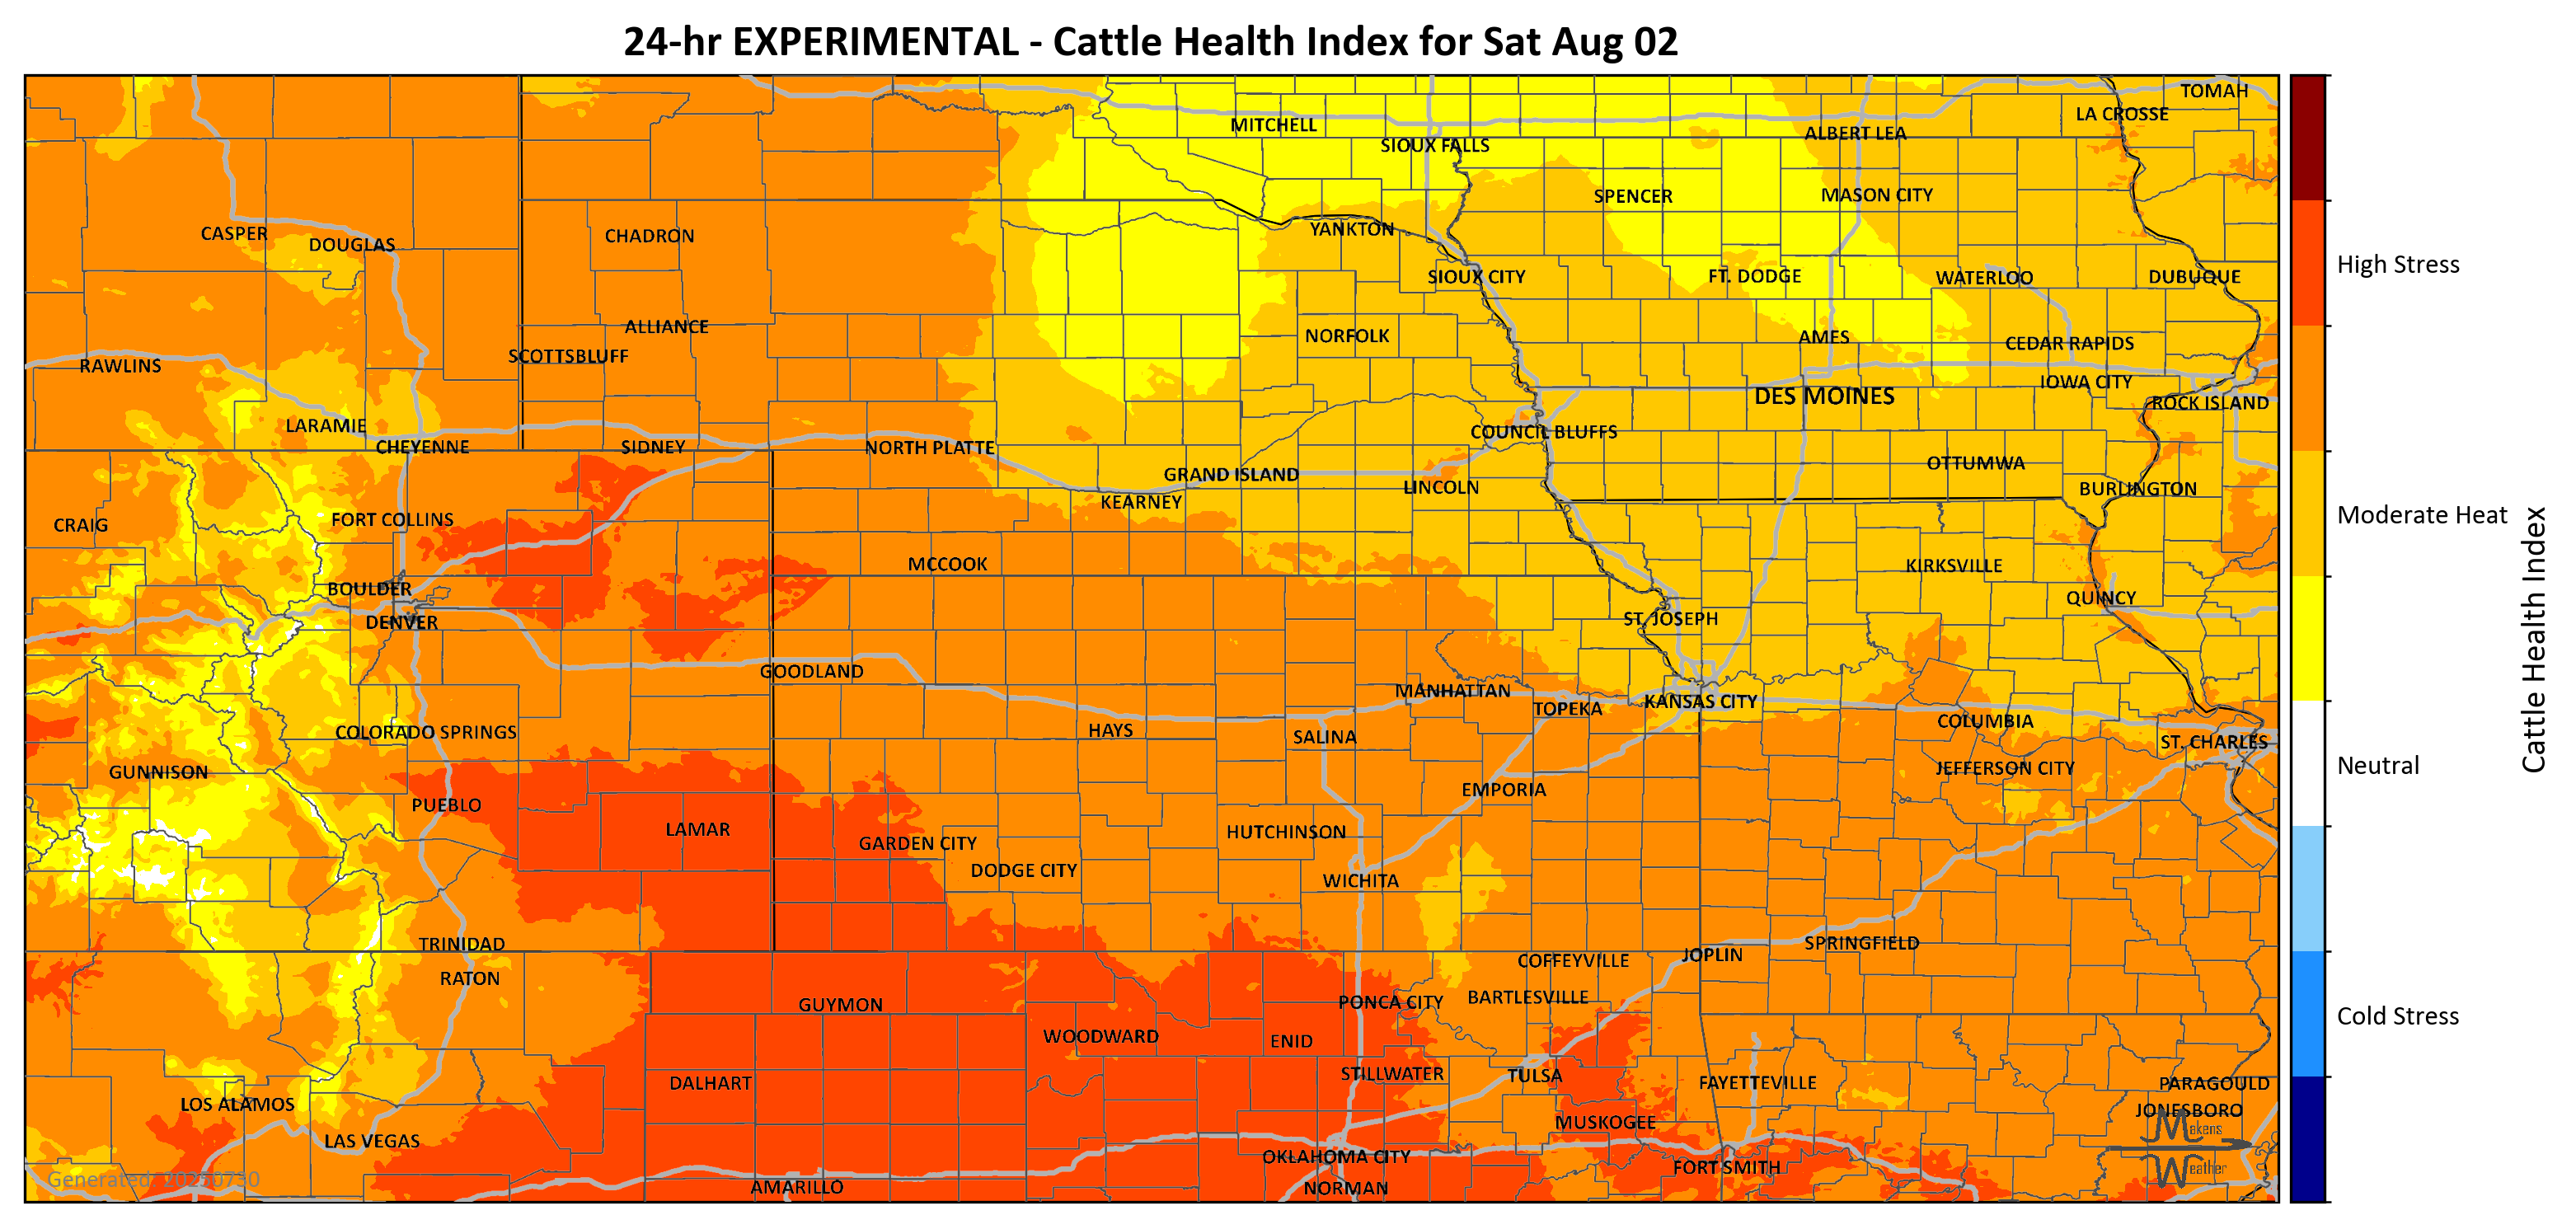 24-hr EXPERIMENTAL - Cattle Health Index for Sat Aug 02
TOMAH
LA CROSSE
MITCHELL
ALBERT LEA
SIOUX FALLS
SPENCER
MASON CITY
CASPER
DOUGLAS
CHADRON
YANKTON
SIOUX CITY
FT. DODGE
WATERLOO
DUBUQUE
ALLIANCE
NORFOLK
AMES
CEDAR RAPIDS
SCOTTSBLUFF
RAWLINS
IOWA CITY
DES MOINES
ROCK ISLAND
LARAMIE
COUNCIL BLUFFS
CHEYENNE
SIDNEY
NORTH PLATTE
OTTUMWA
GRAND ISLAND
LINCOLN
BURLINGTON
KEARNEY
CRAIG
FORT COLLINS
MCCOOK
KIRKSVILLE
BOULDER
QUINCY
DENVER
ST. JOSEPH
GOODLAND
MANHATTAN
KANSAS CITY
TOPEKA
COLUMBIA
COLORADO SPRINGS
HAYS
SALINA
ST. CHARLES
GUNNISON
JEFFERSON CITY
EMPORIA
PUEBLO
LAMAR
HUTCHINSON
GARDEN CITY
DODGE CITY
WICHITA
TRINIDAD
SPRINGFIELD
JOPLIN
COFFEYVILLE
RATON
BARTLESVILLE
GUYMON
PONCA CITY
WOODWARD
ENID
STILLWATER
TULSA
DALHART
FAYETTEVILLE
PARAGOULD
LOS ALAMOS
JONESBORO
MUSKOGEE
Makens
LAS VEGAS
OKLAHOMA CITY
FORT SMITH
Weather
Generated: 20250730
AMARILLO
NORMAN
High Stress
Moderate Heat
Neutral
Cold Stress
Cattle Health Index